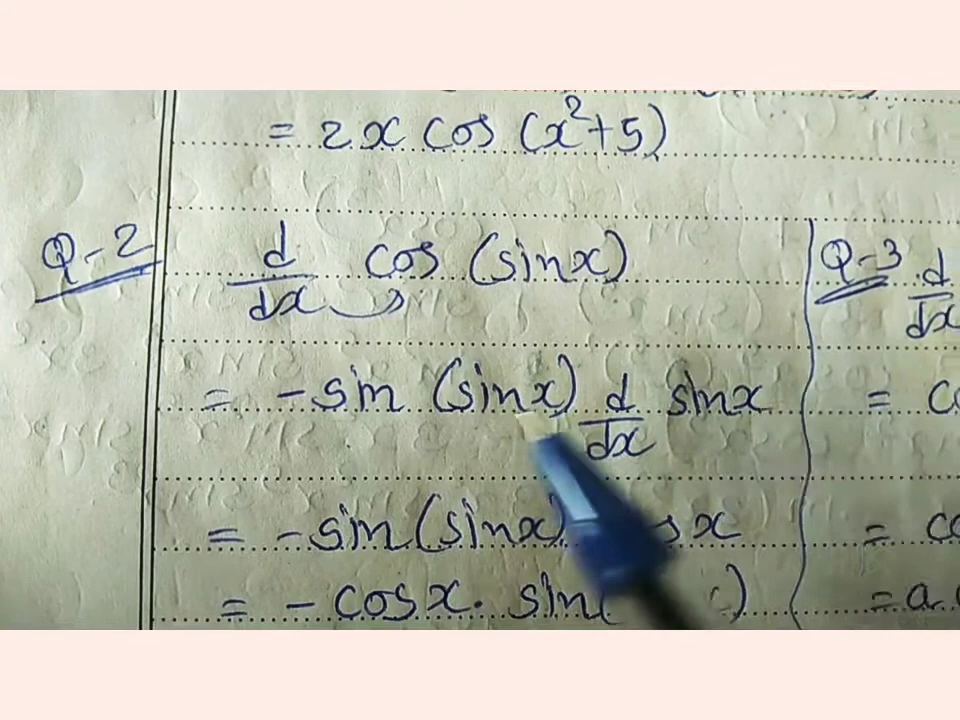 = 2x cos (x²+5)
Q-2 d/dx cos (sinx)
= -sin (sinx) d/dx sinx
= -sin (sinx)
= -cosx. sin( )
Q-3 d/dx
=
=
= a